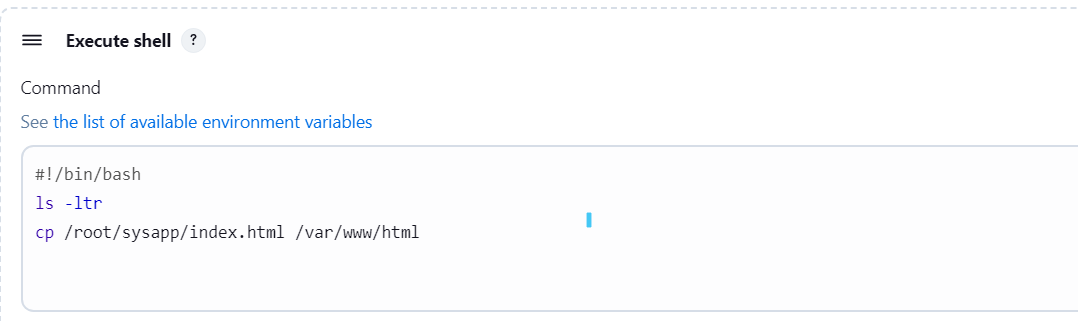 Execute shell ?
Command
See the list of available environment variables
#!/bin/bash
ls -ltr
cp /root/sysapp/index.html /var/www/html